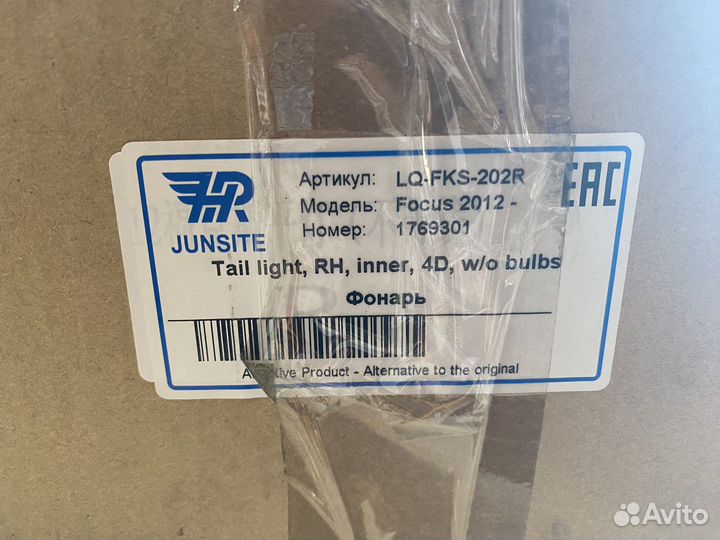 JUNSITE
Артикул: LQ-FKS-202R
Модель: Focus 2012 -
Номер: 1769301
EAC
Tail light, RH, inner, 4D, w/o bulbs
Фонарь
Product - Alternative to the original
Avito